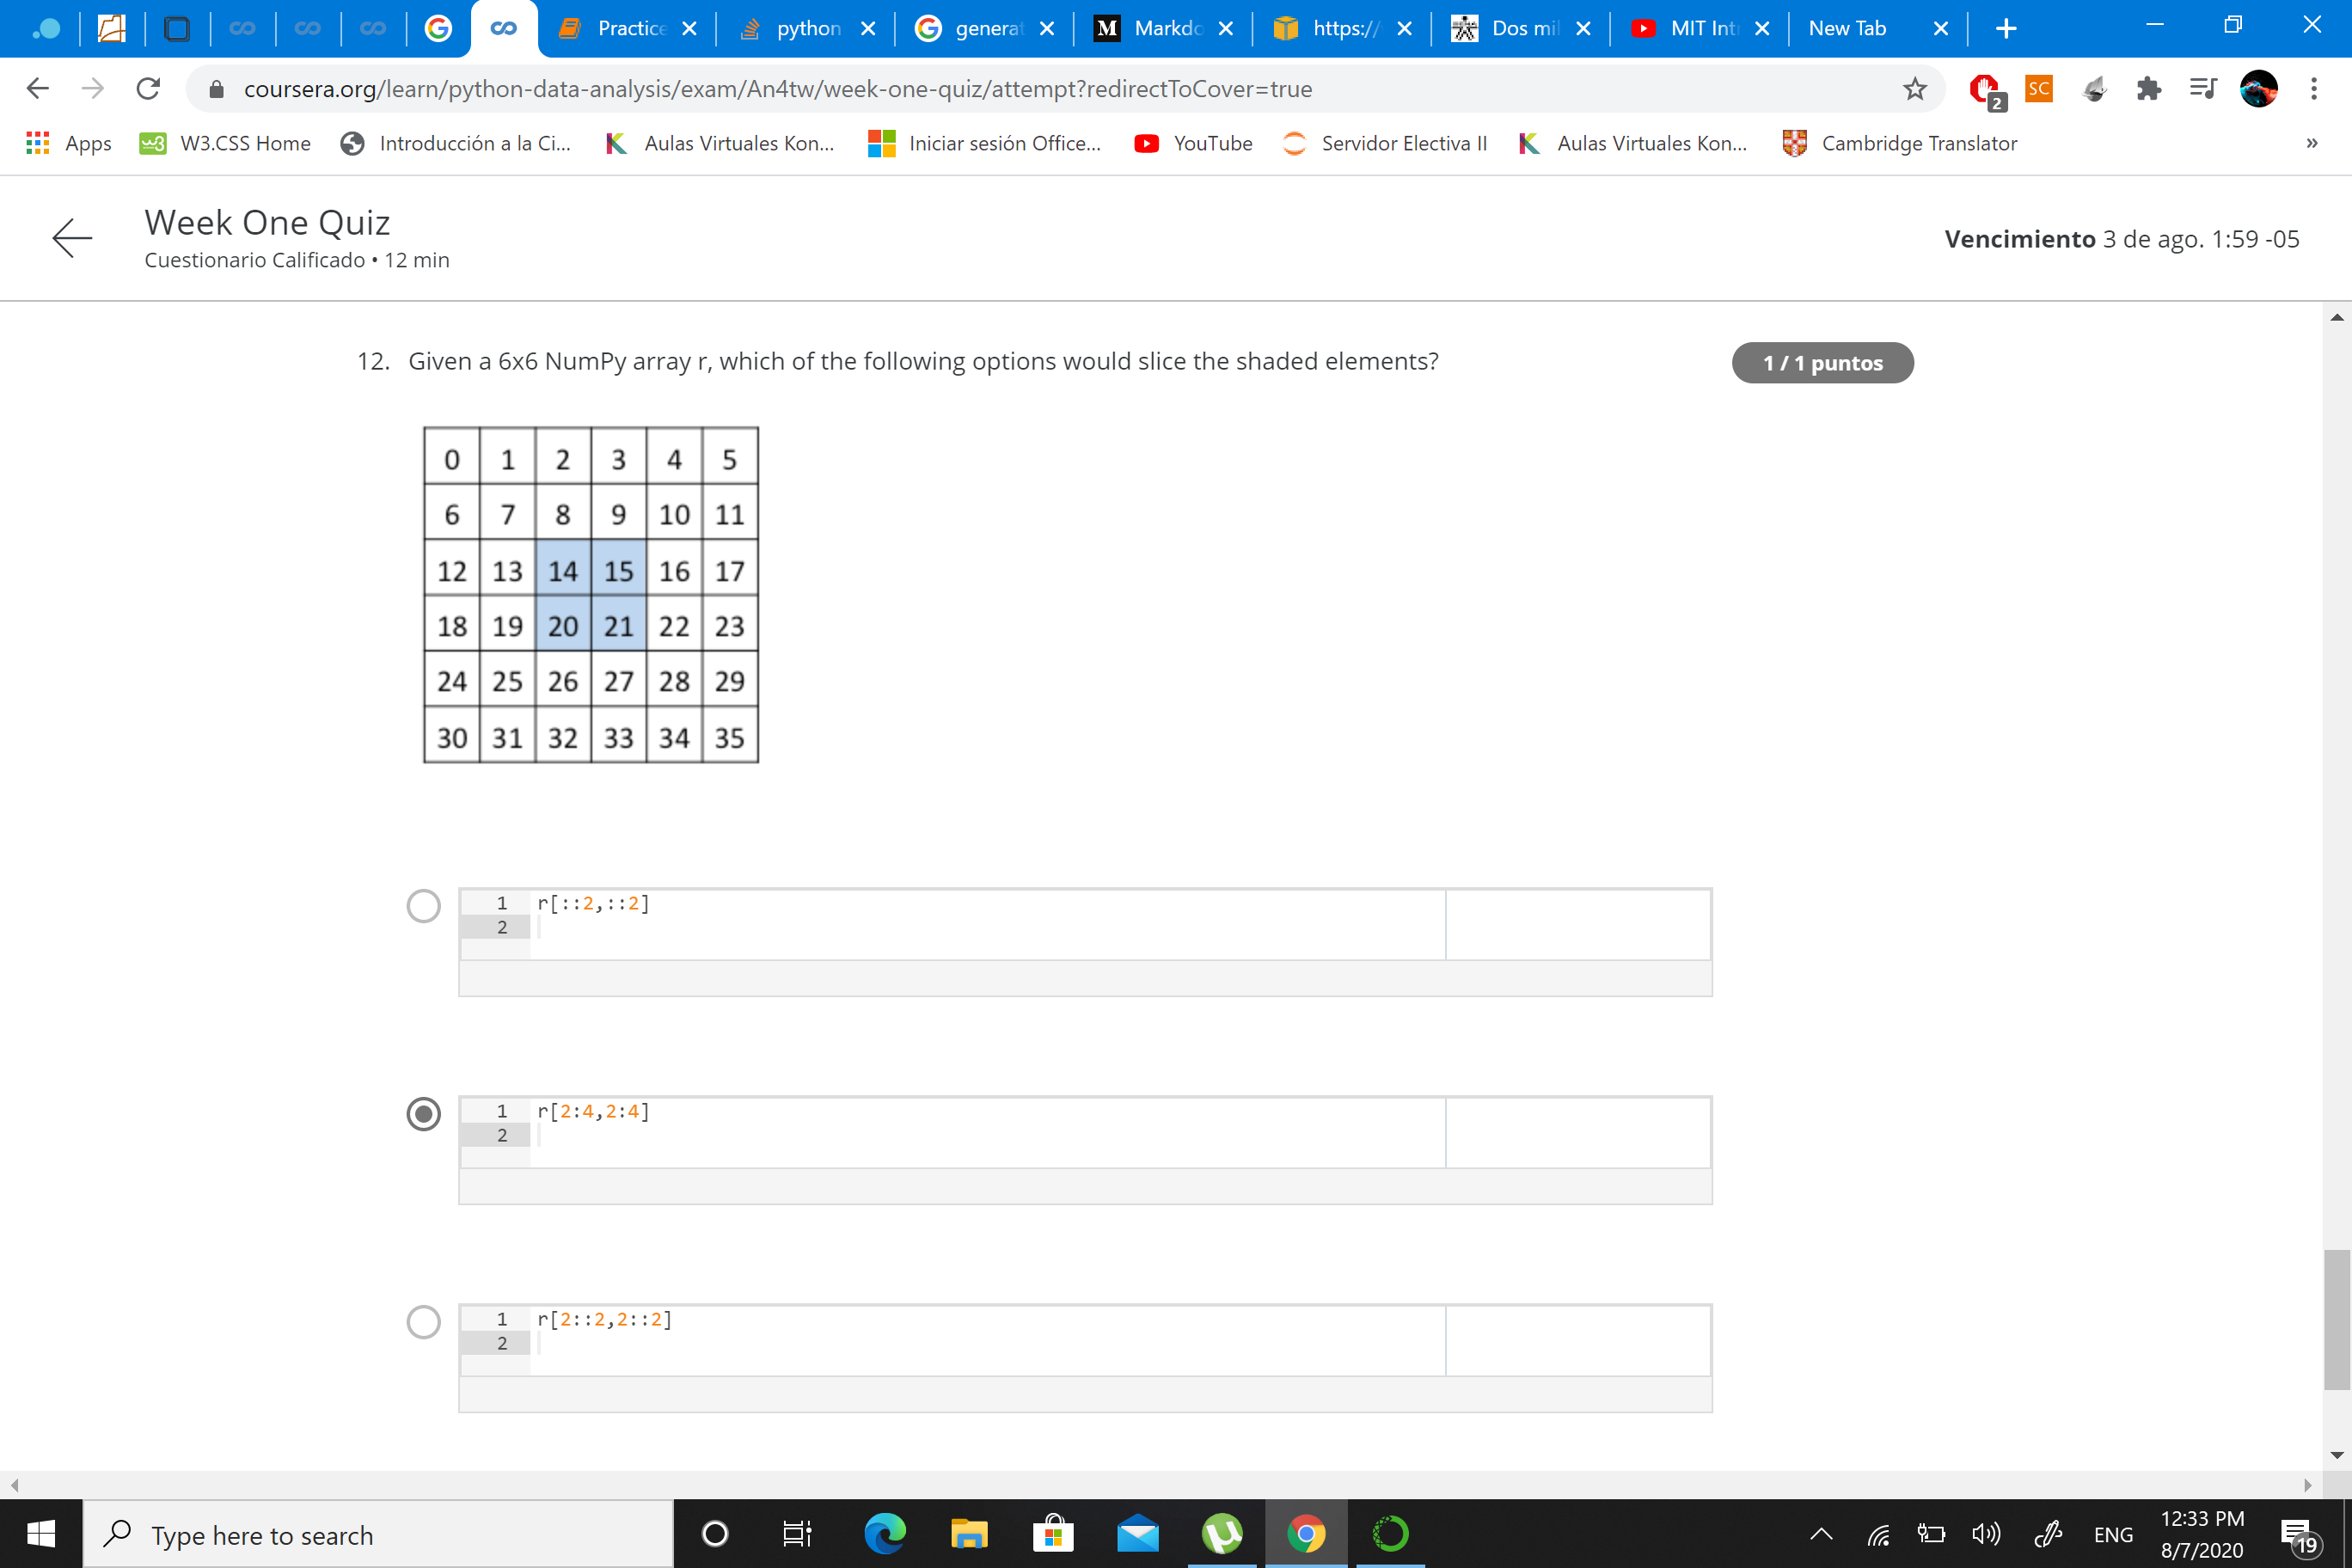 Practice
python
generat
M
Markdo
https://
Dos mil
MIT Int
New Tab
coursera.org/learn/python-data-analysis/exam/An4tw/week-one-quiz/attempt?redirectToCover=true
2
SC
Apps
W3.CSS Home
Introducción a la Ci...
Aulas Virtuales Kon...
Iniciar sesión Office...
YouTube
Servidor Electiva II
Aulas Virtuales Kon...
Cambridge Translator
»
Week One Quiz
Cuestionario Calificado • 12 min
Vencimiento 3 de ago. 1:59 -05
12. Given a 6x6 NumPy array r, which of the following options would slice the shaded elements?
1 / 1 puntos
0 1 2 3 4 5
6 7 8 9 10 11
12 13 14 15 16 17
18 19 20 21 22 23
24 25 26 27 28 29
30 31 32 33 34 35
1 r[::2,::2]
2
1 r[2:4,2:4]
2
1 r[2::2,2::2]
2
Type here to search
ENG
12:33 PM
8/7/2020
19